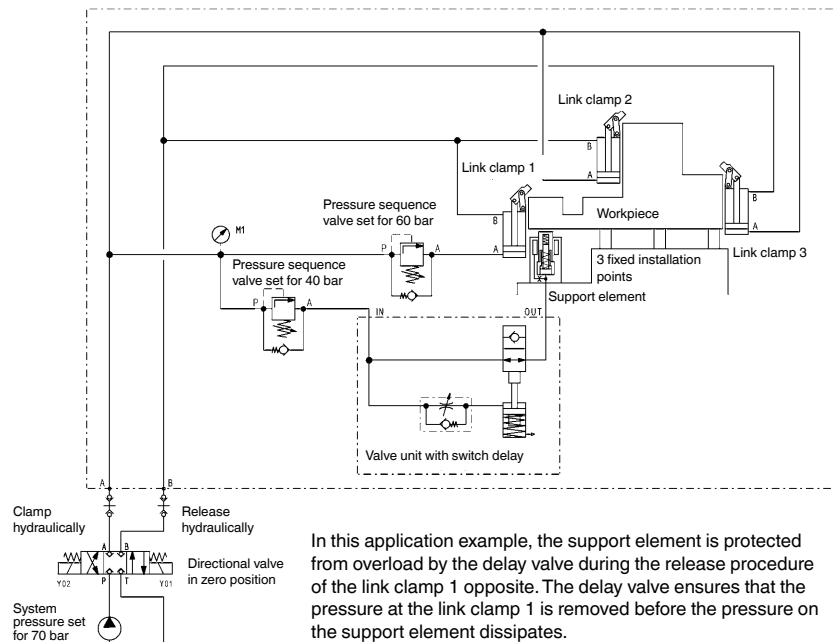 Link clamp 2
B
A
Link clamp 1
B
A
B
A
Pressure sequence
valve set for 60 bar
M1
P
A
Workpiece
Link clamp 3
3 fixed installation
points
Support element
Pressure sequence
valve set for 40 bar
P
A
IN
OUT
Valve unit with switch delay
A
B
Clamp
hydraulically
Release
hydraulically
A
B
Directional valve
in zero position
Y02
P
T
Y01
System
pressure set
for 70 bar
In this application example, the support element is protected
from overload by the delay valve during the release procedure
of the link clamp 1 opposite. The delay valve ensures that the
pressure at the link clamp 1 is removed before the pressure on
the support element dissipates.